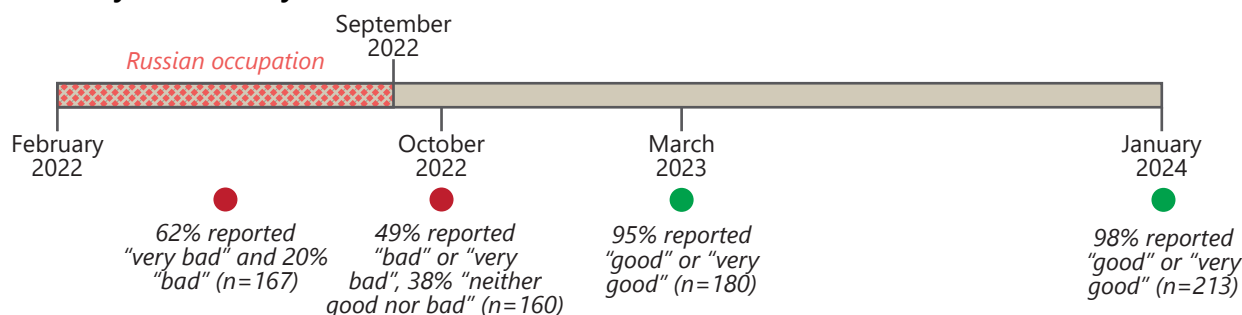 September
2022
Russian occupation
February
2022
October
2022
March
2023
January
2024
62% reported
“very bad” and 20%
“bad” (n=167)
49% reported
“bad” or “very
bad”, 38% “neither
good nor bad” (n=160)
95% reported
“good” or “very
good” (n=180)
98% reported
“good” or “very
good” (n=213)